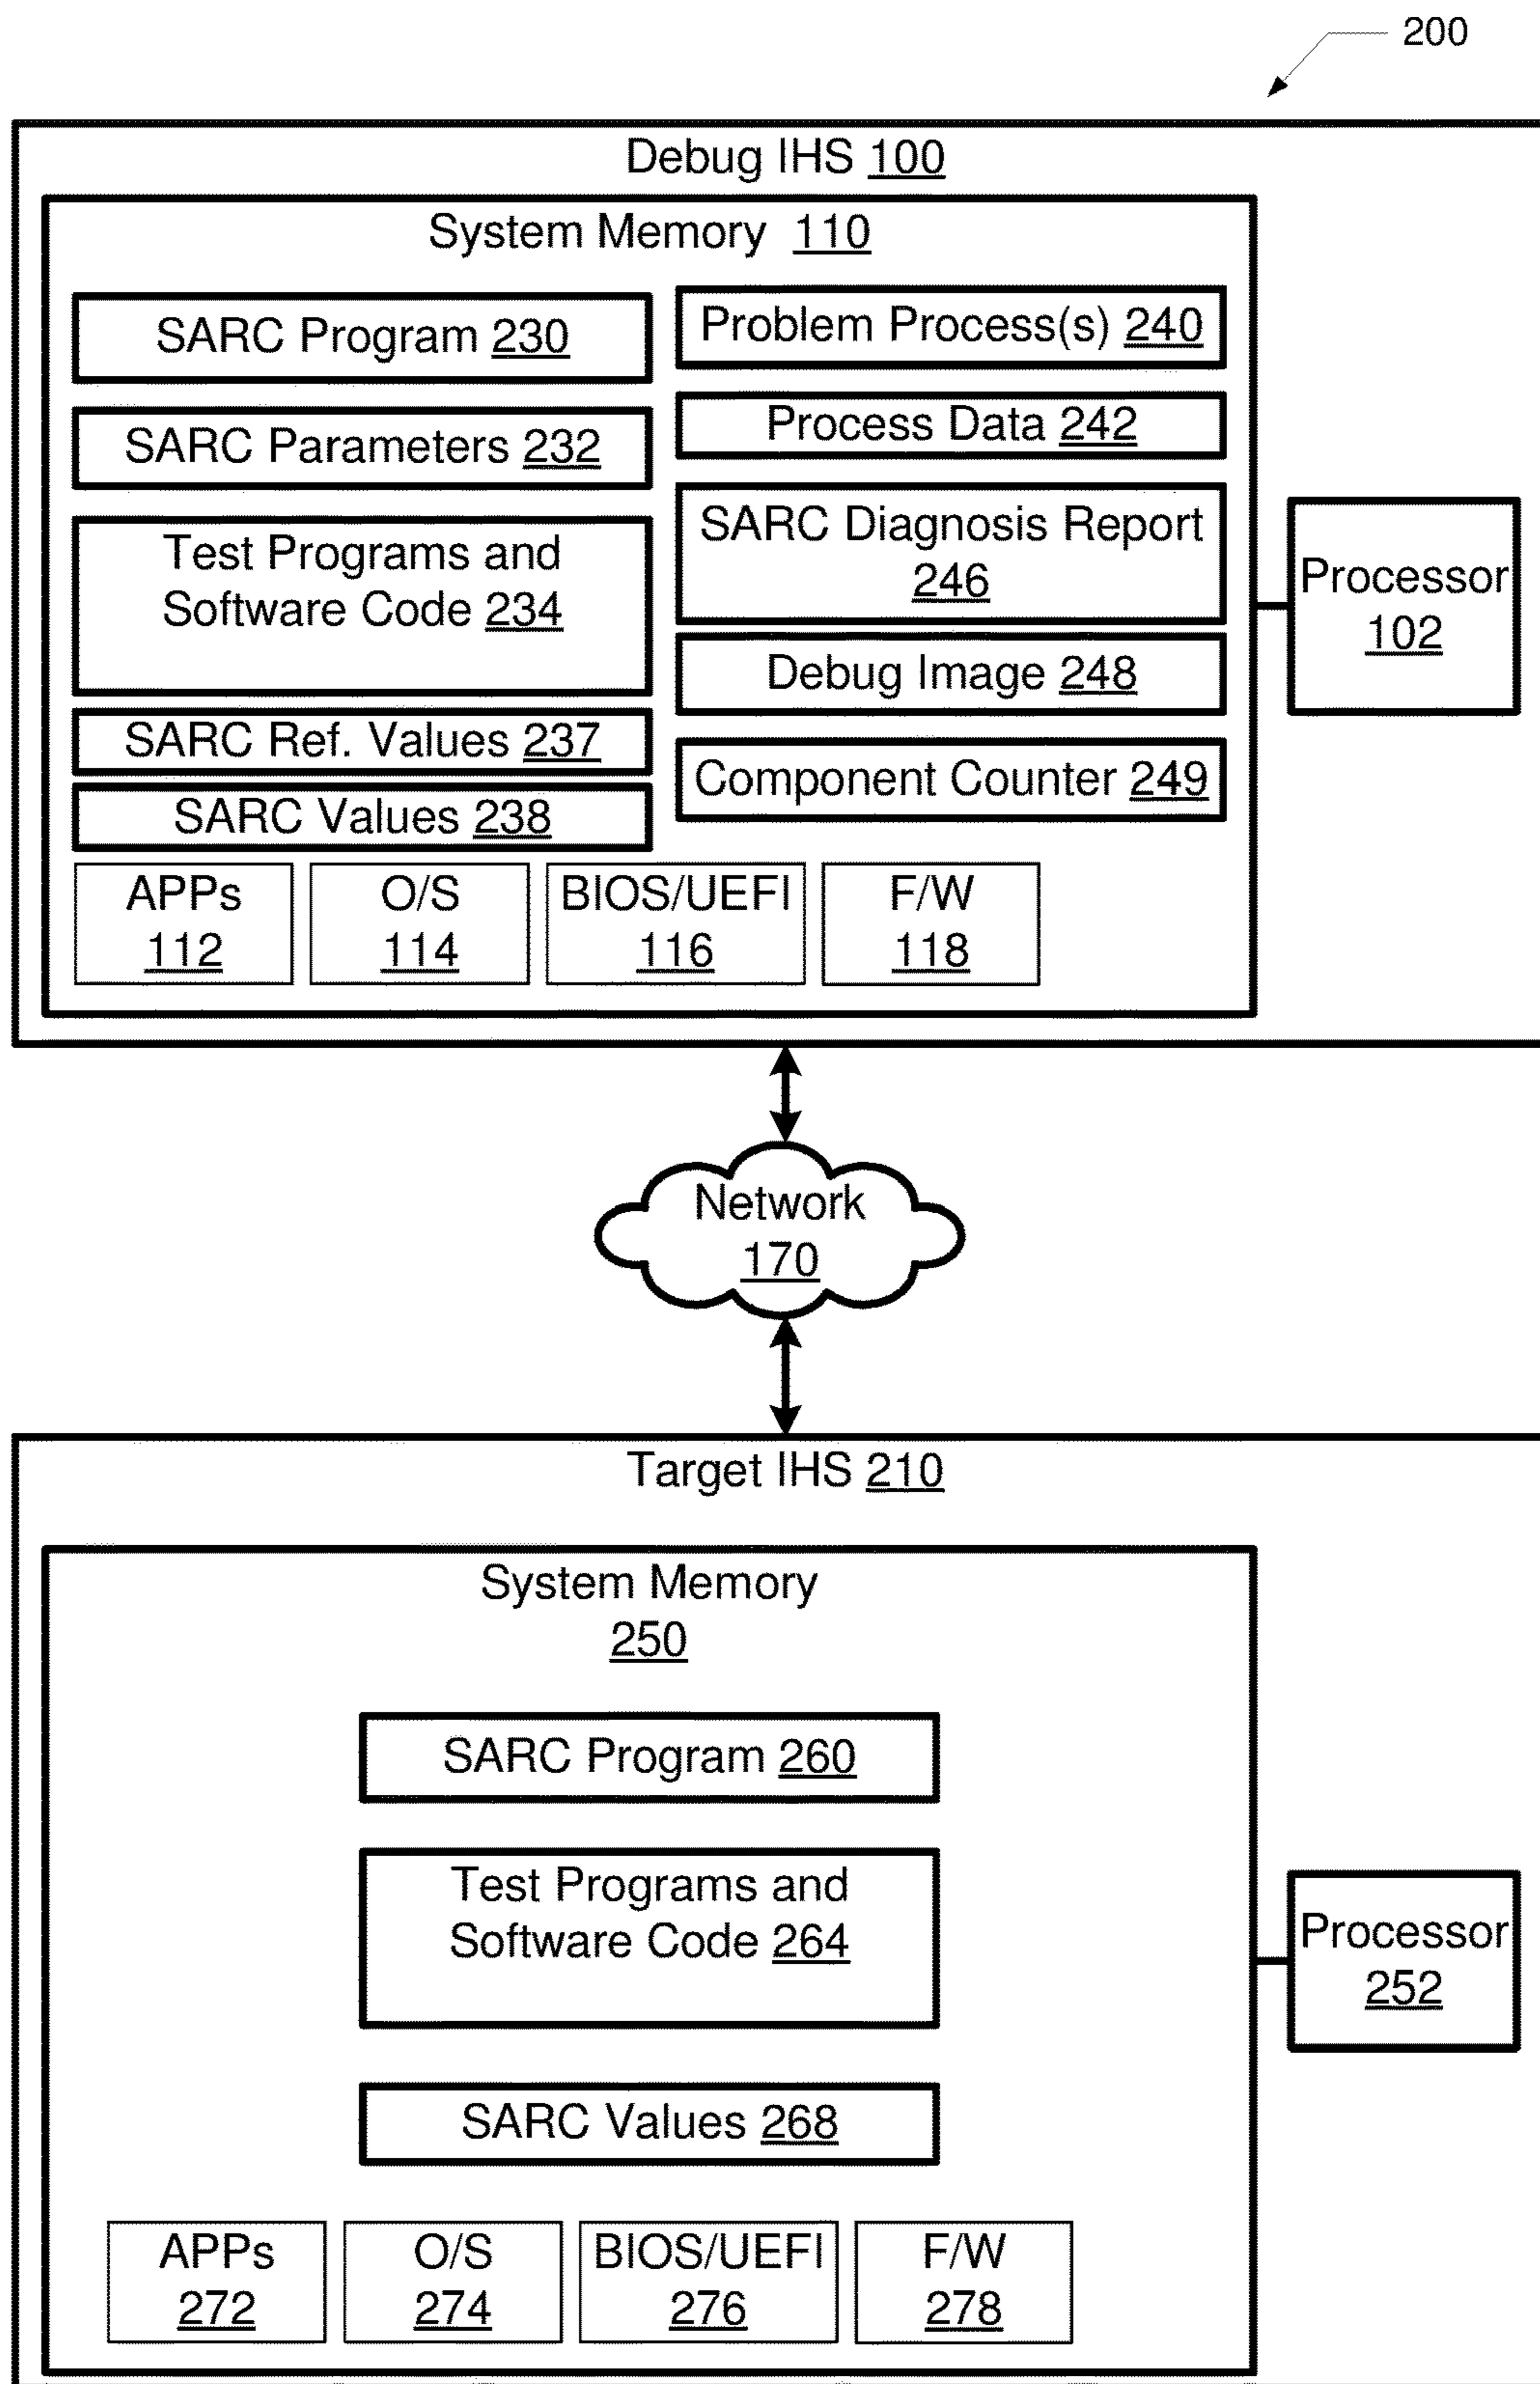 200
Debug IHS 100
System Memory 110
SARC Program 230
SARC Parameters 232
Test Programs and
Software Code 234
SARC Ref. Values 237
SARC Values 238
Problem Process(s) 240
Process Data 242
SARC Diagnosis Report
246
Debug Image 248
Component Counter 249
APPs
112
O/S
114
BIOS/UEFI
116
F/W
118
Processor
102
Network
170
Target IHS 210
System Memory
250
SARC Program 260
Test Programs and
Software Code 264
SARC Values 268
APPs
272
O/S
274
BIOS/UEFI
276
F/W
278
Processor
252